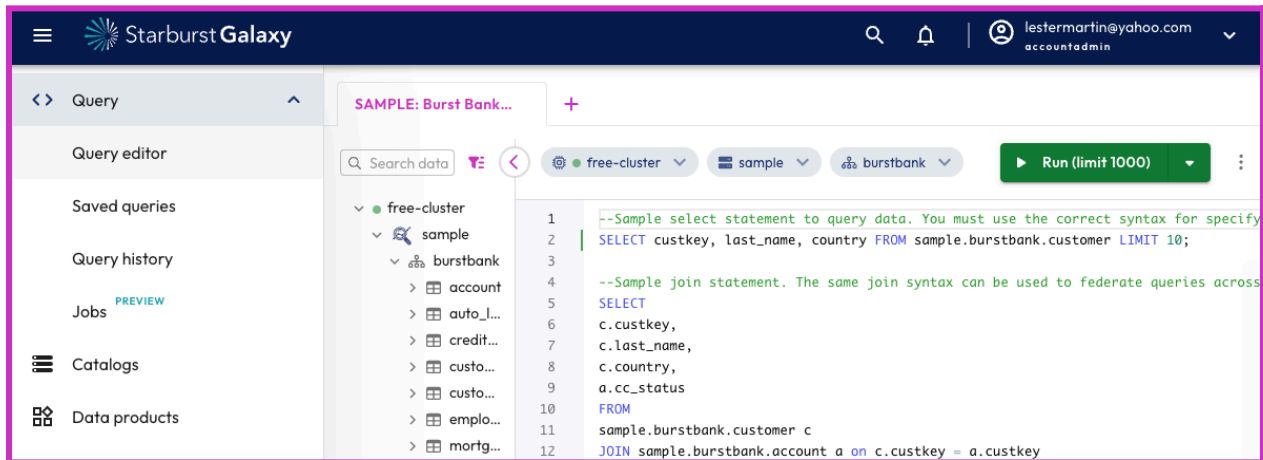 Starburst Galaxy
lestermartin@yahoo.com
accountadmin
Query
Query editor
Saved queries
Query history
Jobs PREVIEW
Catalogs
Data products
SAMPLE: Burst Bank... +
Search data
free-cluster
sample
burstbank
Run (limit 1000)
free-cluster
sample
burstbank
account
auto_l...
credit...
custo...
custo...
emplo...
mortg...
1 --Sample select statement to query data. You must use the correct syntax for specify
2 SELECT custkey, last_name, country FROM sample.burstbank.customer LIMIT 10;
3
4 --Sample join statement. The same join syntax can be used to federate queries across
5 SELECT
6 c.custkey,
7 c.last_name,
8 c.country,
9 a.cc_status
10 FROM
11 sample.burstbank.customer c
12 JOIN sample.burstbank.account a on c.custkey = a.custkey